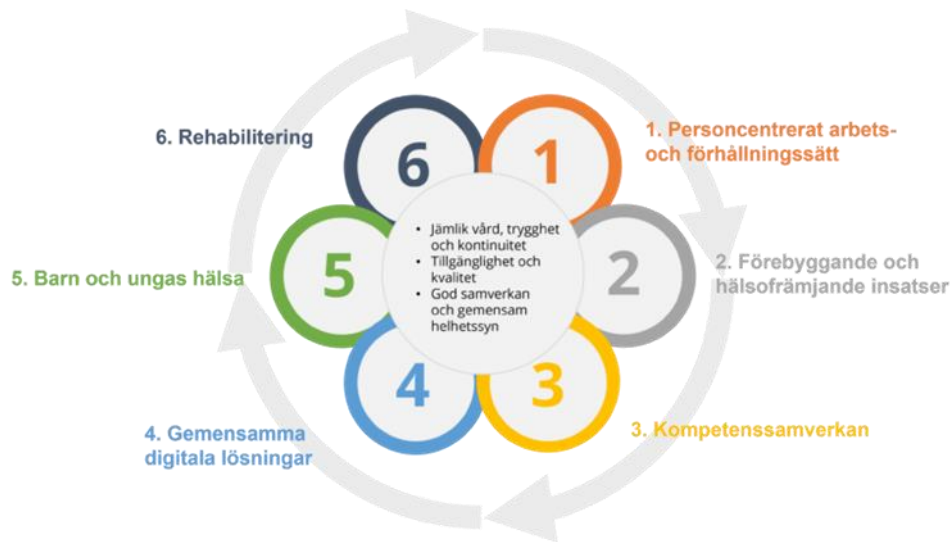 1. Personcentrerat arbets-
och förhållningssätt
2. Förebyggande och
hälsofrämjande insatser
3. Kompetenssamverkan
4. Gemensamma
digitala lösningar
5. Barn och ungas hälsa
6. Rehabilitering
1
2
3
4
5
6
• Jämlik vård, trygghet
och kontinuitet
• Tillgänglighet och
kvalitet
• God samverkan
och gemensam
helhetssyn